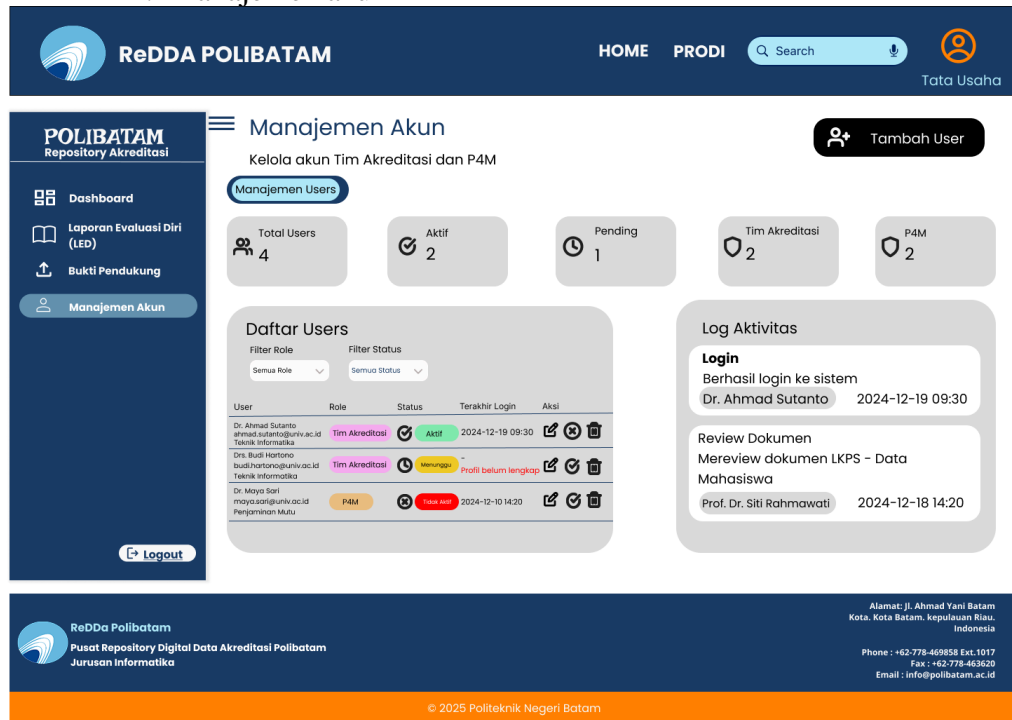 ReDDA POLIBATAM
HOME
PRODI
Search
Tata Usaha
POLIBATAM
Repository Akreditasi
Dashboard
Laporan Evaluasi Diri
(LED)
Bukti Pendukung
Manajemen Akun
Logout
Manajemen Akun
Kelola akun Tim Akreditasi dan P4M
Tambah User
Manajemen Users
Total Users
4
Aktif
2
Pending
1
Tim Akreditasi
2
P4M
2
Daftar Users
Filter Role
Filter Status
Semua Role
Semua Status
User Role Status Terakhir Login Aksi
Dr. Ahmad Sutanto
ahmad.sutanto@univ.ac.id
Teknik Informatika
Tim Akreditasi
Aktif
2024-12-19 09:30
Drs. Budi Hartono
budi.hartono@univ.ac.id
Teknik Informatika
Tim Akreditasi
Menunggu
-
Profil belum lengkap
Dr. Maya Sari
maya.sari@univ.ac.id
Penjaminan Mutu
P4M
Tidak Aktif
2024-12-10 14:20
Log Aktivitas
Login
Berhasil login ke sistem
Dr. Ahmad Sutanto 2024-12-19 09:30
Review Dokumen
Mereview dokumen LKPS - Data
Mahasiswa
Prof. Dr. Siti Rahmawati 2024-12-18 14:20
ReDDa Polibatam
Pusat Repository Digital Data Akreditasi Polibatam
Jurusan Informatika
Alamat: Jl. Ahmad Yani Batam
Kota. Kota Batam. kepulauan Riau.
Indonesia
Phone : +62-778-469858 Ext.1017
Fax : +62-778-463620
Email : info@polibatam.ac.id
© 2025 Politeknik Negeri Batam